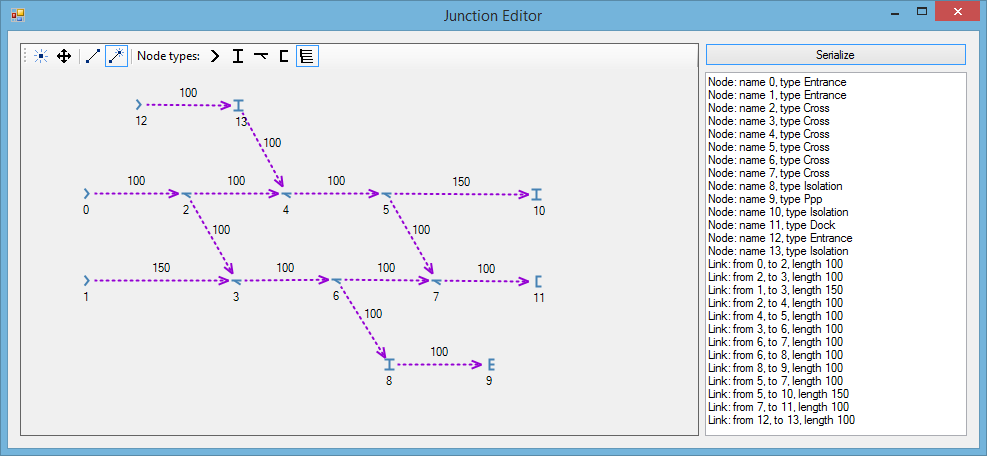 Junction Editor
Node types:
Serialize
100
12
13
100
100
100
100
150
0
2
4
5
10
100
100
150
100
100
100
1
3
6
7
11
100
100
8
9
Node: name 0, type Entrance
Node: name 1, type Entrance
Node: name 2, type Cross
Node: name 3, type Cross
Node: name 4, type Cross
Node: name 5, type Cross
Node: name 6, type Cross
Node: name 7, type Cross
Node: name 8, type Isolation
Node: name 9, type Ppp
Node: name 10, type Isolation
Node: name 11, type Dock
Node: name 12, type Entrance
Node: name 13, type Isolation
Link: from 0, to 2, length 100
Link: from 2, to 3, length 100
Link: from 1, to 3, length 150
Link: from 2, to 4, length 100
Link: from 4, to 5, length 100
Link: from 3, to 6, length 100
Link: from 6, to 7, length 100
Link: from 6, to 8, length 100
Link: from 8, to 9, length 100
Link: from 5, to 7, length 100
Link: from 5, to 10, length 150
Link: from 7, to 11, length 100
Link: from 12, to 13, length 100